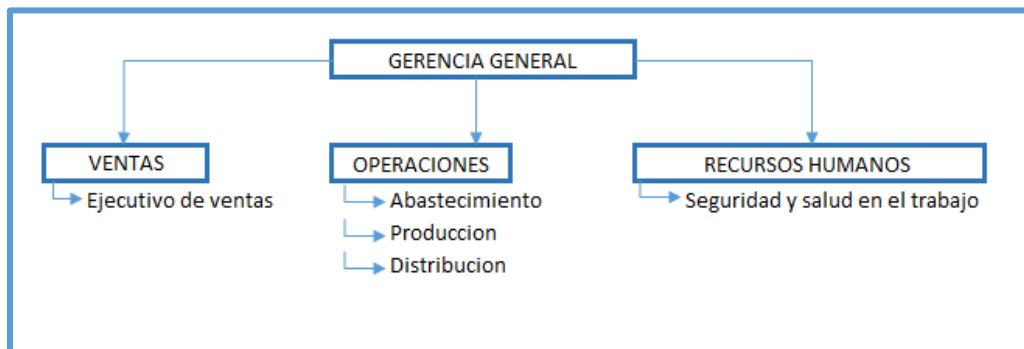 GERENCIA GENERAL
VENTAS
Ejecutivo de ventas
OPERACIONES
Abastecimiento
Produccion
Distribucion
RECURSOS HUMANOS
Seguridad y salud en el trabajo